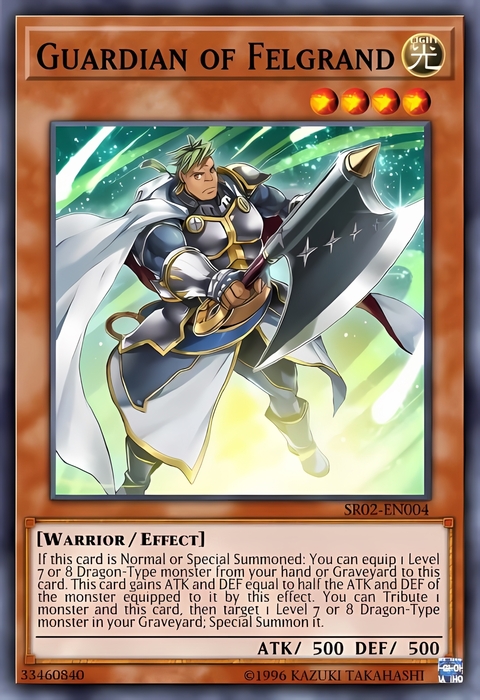 GUARDIAN OF FELGRAND
LIGHT
光
SR02-EN004
[WARRIOR / EFFECT]
If this card is Normal or Special Summoned: You can equip 1 Level
7 or 8 Dragon-Type monster from your hand or Graveyard to this
card. This card gains ATK and DEF equal to half the ATK and DEF of
the monster equipped to it by this effect. You can Tribute 1
monster and this card, then target 1 Level 7 or 8 Dragon-Type
monster in your Graveyard; Special Summon it.
ATK/ 500 DEF/ 500
33460840
©1996 KAZUKI TAKAHASHI